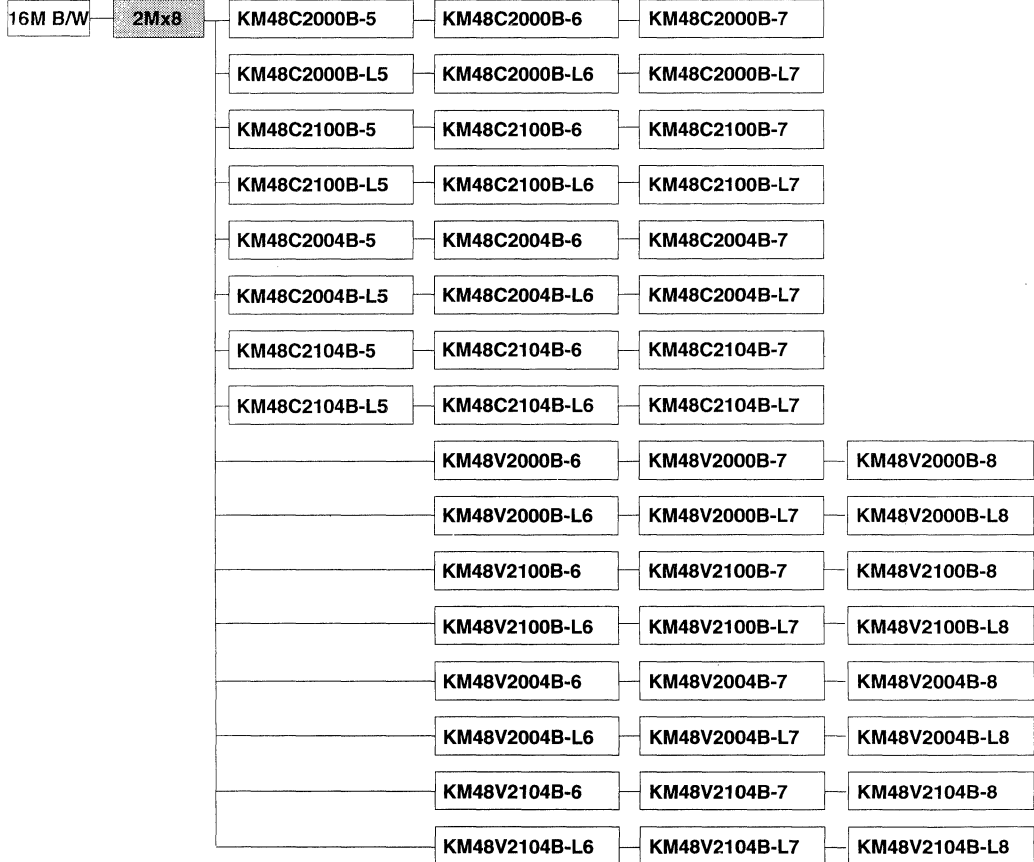 16M B/W 2Mx8 KM48C2000B-5 KM48C2000B-6 KM48C2000B-7
KM48C2000B-L5 KM48C2000B-L6 KM48C2000B-L7
KM48C2100B-5 KM48C2100B-6 KM48C2100B-7
KM48C2100B-L5 KM48C2100B-L6 KM48C2100B-L7
KM48C2004B-5 KM48C2004B-6 KM48C2004B-7
KM48C2004B-L5 KM48C2004B-L6 KM48C2004B-L7
KM48C2104B-5 KM48C2104B-6 KM48C2104B-7
KM48C2104B-L5 KM48C2104B-L6 KM48C2104B-L7
KM48V2000B-6 KM48V2000B-7 KM48V2000B-8
KM48V2000B-L6 KM48V2000B-L7 KM48V2000B-L8
KM48V2100B-6 KM48V2100B-7 KM48V2100B-8
KM48V2100B-L6 KM48V2100B-L7 KM48V2100B-L8
KM48V2004B-6 KM48V2004B-7 KM48V2004B-8
KM48V2004B-L6 KM48V2004B-L7 KM48V2004B-L8
KM48V2104B-6 KM48V2104B-7 KM48V2104B-8
KM48V2104B-L6 KM48V2104B-L7 KM48V2104B-L8